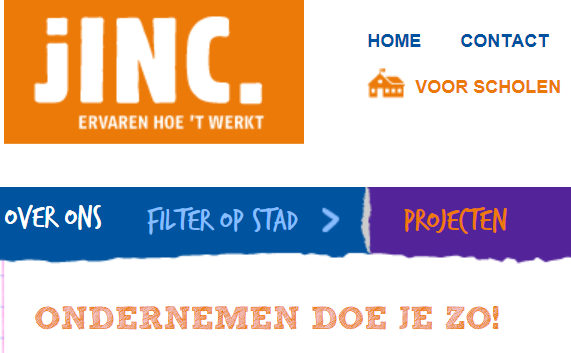 jINC.
ERVAREN HOE 'T WERKT
HOME CONTACT
VOOR SCHOLEN
OVER ONS FILTER OP STAD > PROJECTEN
ONDERNEMEN DOE JE ZO!